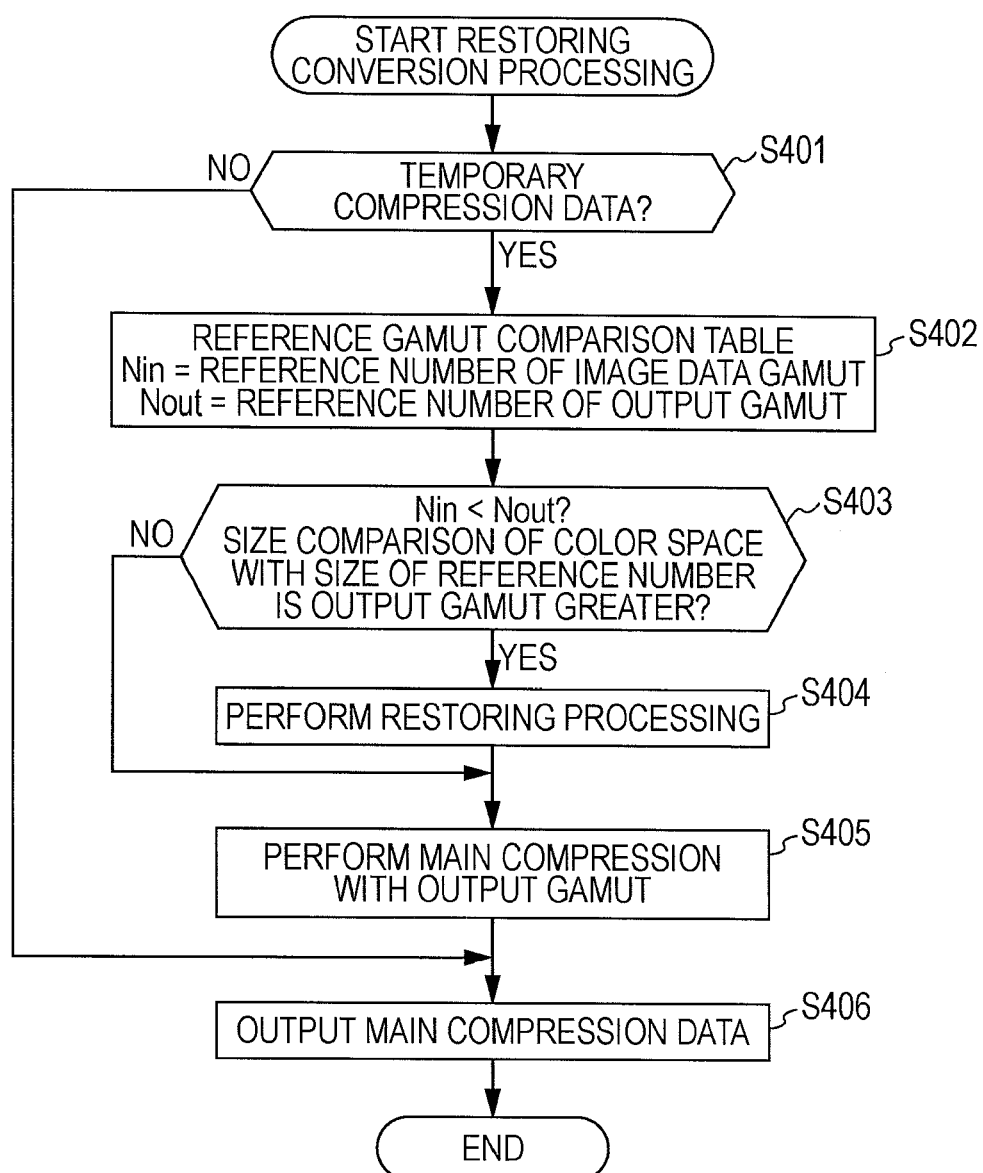 START RESTORING
CONVERSION PROCESSING
S401
NO
TEMPORARY
COMPRESSION DATA?
YES
S402
REFERENCE GAMUT COMPARISON TABLE
Nin = REFERENCE NUMBER OF IMAGE DATA GAMUT
Nout = REFERENCE NUMBER OF OUTPUT GAMUT
S403
NO
Nin < Nout?
SIZE COMPARISON OF COLOR SPACE
WITH SIZE OF REFERENCE NUMBER
IS OUTPUT GAMUT GREATER?
YES
S404
PERFORM RESTORING PROCESSING
S405
PERFORM MAIN COMPRESSION
WITH OUTPUT GAMUT
S406
OUTPUT MAIN COMPRESSION DATA
END